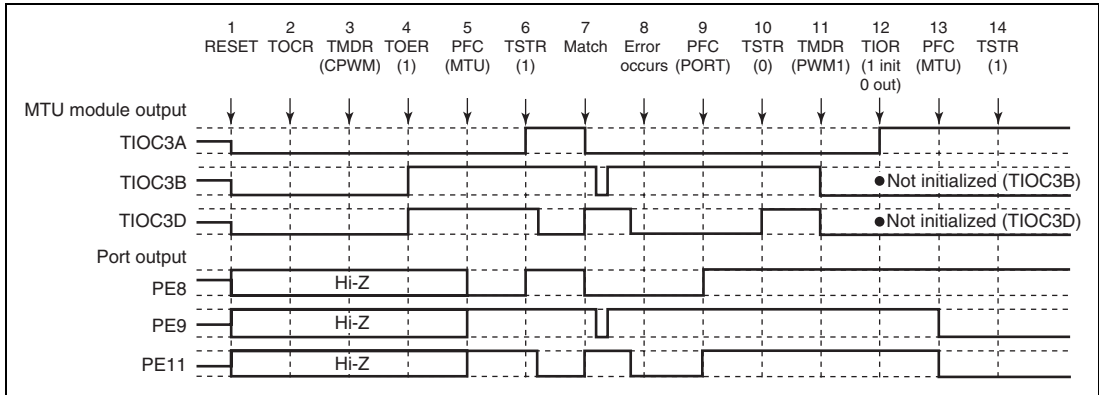 1 2 3 4 5 6 7 8 9 10 11 12 13 14
RESET TOCR TMDR TOER PFC TSTR Match Error PFC TSTR TMDR TIOR PFC TSTR
(CPWM) (1) (MTU) (1) occurs (PORT) (0) (PWM1) (1 init (MTU) (1)
0 out)
MTU module output
TIOC3A
TIOC3B
●Not initialized (TIOC3B)
TIOC3D
●Not initialized (TIOC3D)
Port output
PE8
Hi-Z
PE9
Hi-Z
PE11
Hi-Z